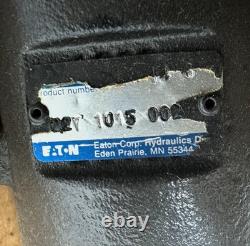 roduct number
1015 002
EATON
Eaton Corp. Hydraulics D
Eden Prairie, MN 55344